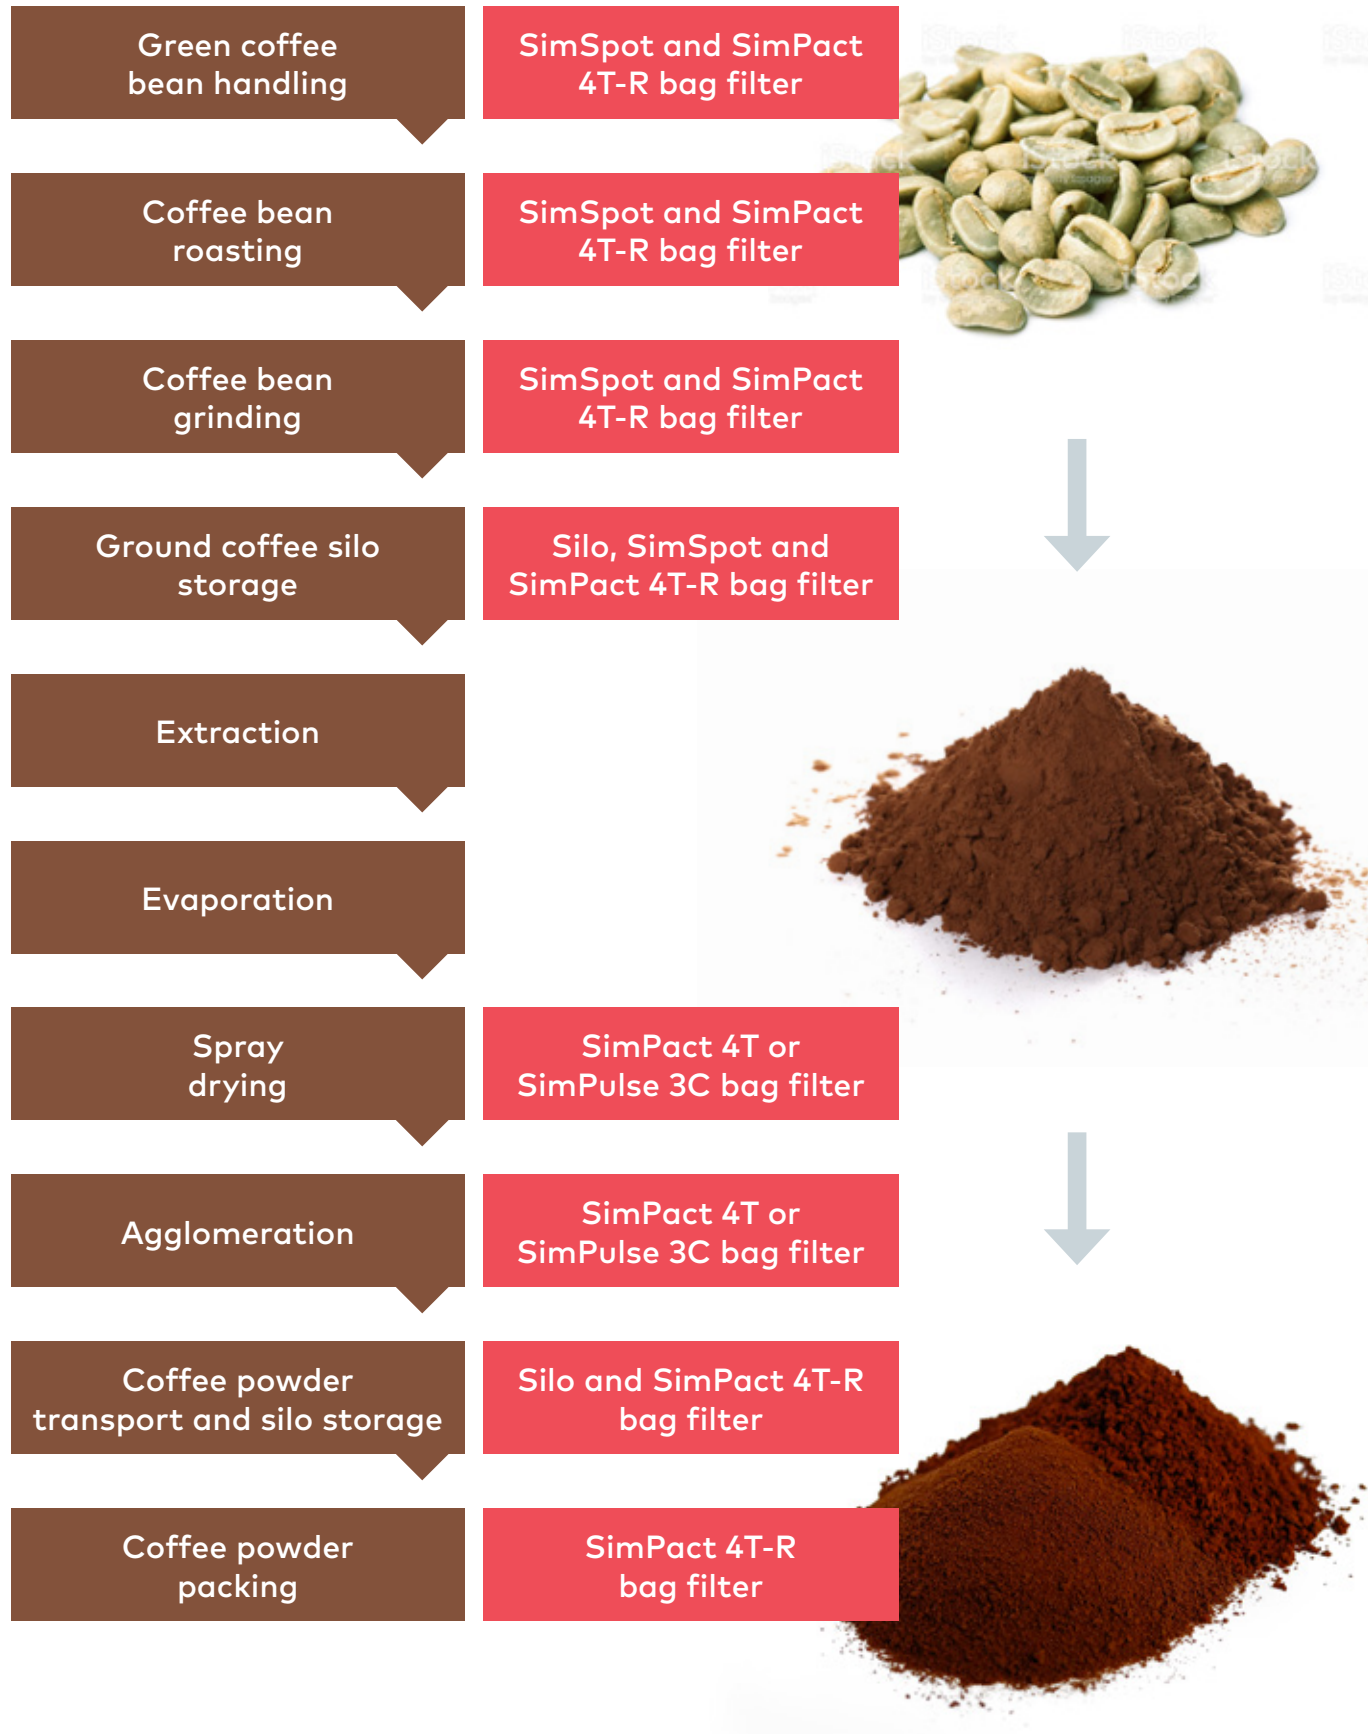 Green coffee
bean handling
SimSpot and SimPact
4T-R bag filter
Coffee bean
roasting
SimSpot and SimPact
4T-R bag filter
Coffee bean
grinding
SimSpot and SimPact
4T-R bag filter
Ground coffee silo
storage
Silo, SimSpot and
SimPact 4T-R bag filter
Extraction
Evaporation
Spray
drying
SimPact 4T or
SimPulse 3C bag filter
Agglomeration
SimPact 4T or
SimPulse 3C bag filter
Coffee powder
transport and silo storage
Silo and SimPact 4T-R
bag filter
Coffee powder
packing
SimPact 4T-R
bag filter
iStock
iStock
iStock
iStock